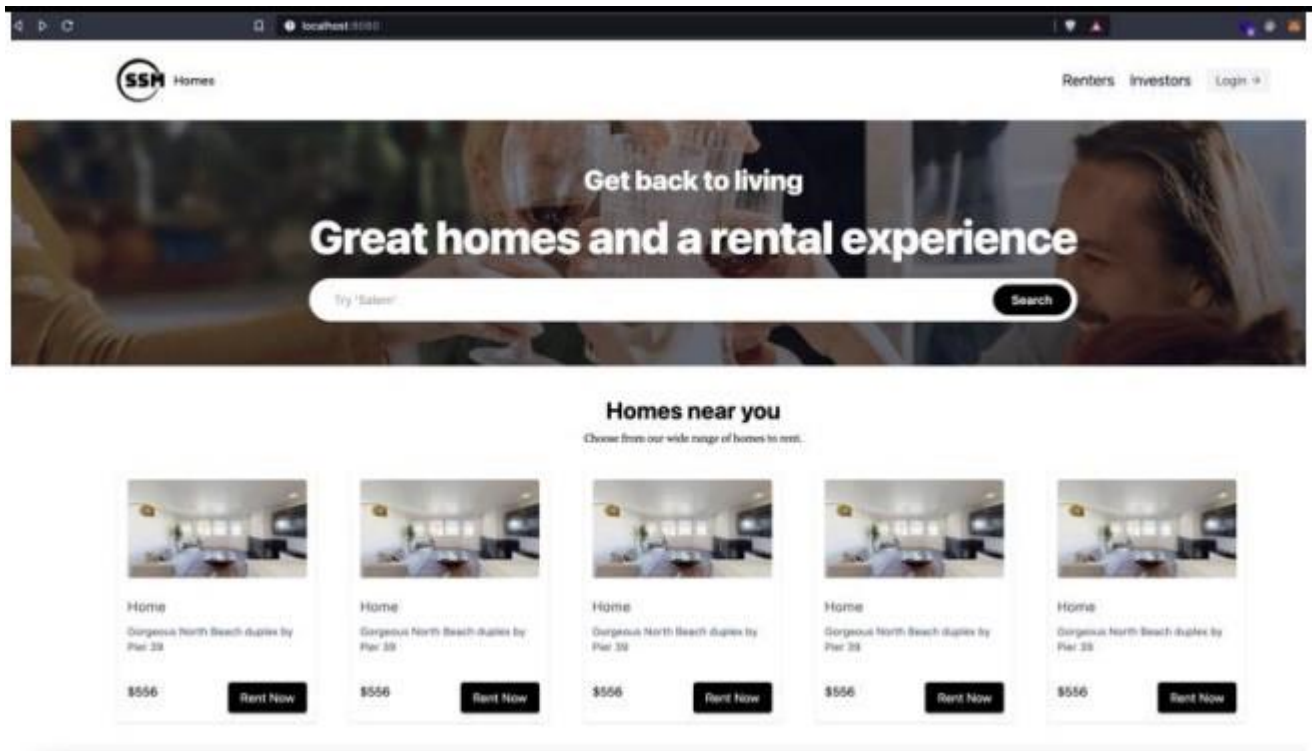 localhost:8080
SSM Homes
Renters Investors Login →
Get back to living
Great homes and a rental experience
Try 'Salem'
Search
Homes near you
Choose from our wide range of homes to rent.
Home
Gorgeous North Beach duplex by
Pier 39
$556 Rent Now
Home
Gorgeous North Beach duplex by
Pier 39
$556 Rent Now
Home
Gorgeous North Beach duplex by
Pier 39
$556 Rent Now
Home
Gorgeous North Beach duplex by
Pier 39
$556 Rent Now
Home
Gorgeous North Beach duplex by
Pier 39
$556 Rent Now